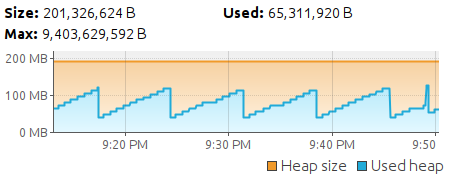 Size: 201,326,624 B Used: 65,311,920 B
Max: 9,403,629,592 B
200 MB
100 MB
0 MB
9:20 PM 9:30 PM 9:40 PM 9:50
Heap size Used heap